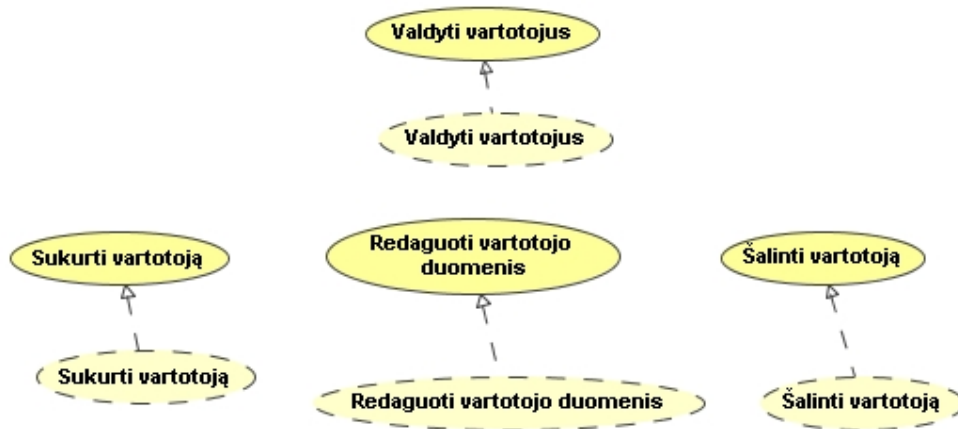 Valdyti vartotojus
Valdyti vartotojus
Sukurti vartotoją
Redaguoti vartotojo
duomenis
Šalinti vartotoją
Sukurti vartotoją
Redaguoti vartotojo duomenis
Šalinti vartotoją